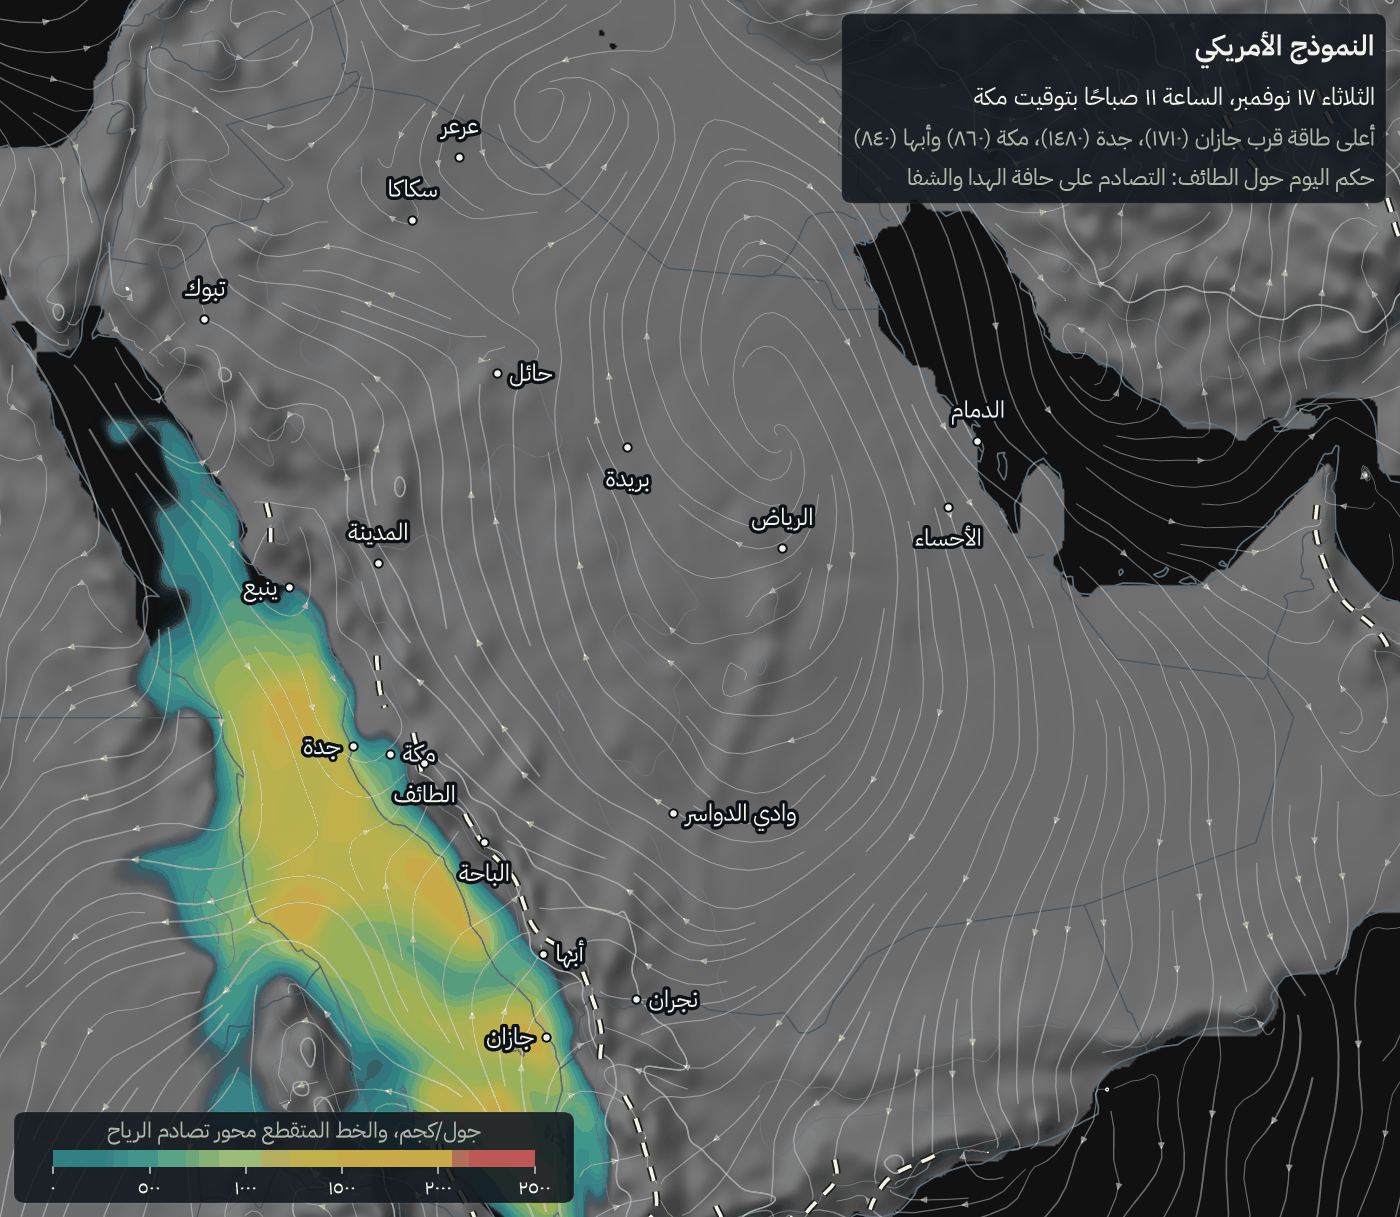 النموذج الأمريكي
الثلاثاء ١٧ نوفمبر، الساعة ١١ صباحًا بتوقيت مكة
أعلى طاقة قرب جازان (١٧١٠)، جدة (١٤٨٠)، مكة (٨٦٠) وأبها (٨٤٠)
حكم اليوم حول الطائف: التصادم على حافة الهدا والشفا
عرعر
سكاكا
تبوك
حائل
الدمام
بريدة
الرياض
الأحساء
المدينة
ينبع
جدة
مكة
الطائف
وادي الدواسر
الباحة
أبها
نجران
جازان
جول/كجم، والخط المتقطع محور تصادم الرياح
٠ ٥٠٠ ١٠٠٠ ١٥٠٠ ٢٠٠٠ ٢٥٠٠